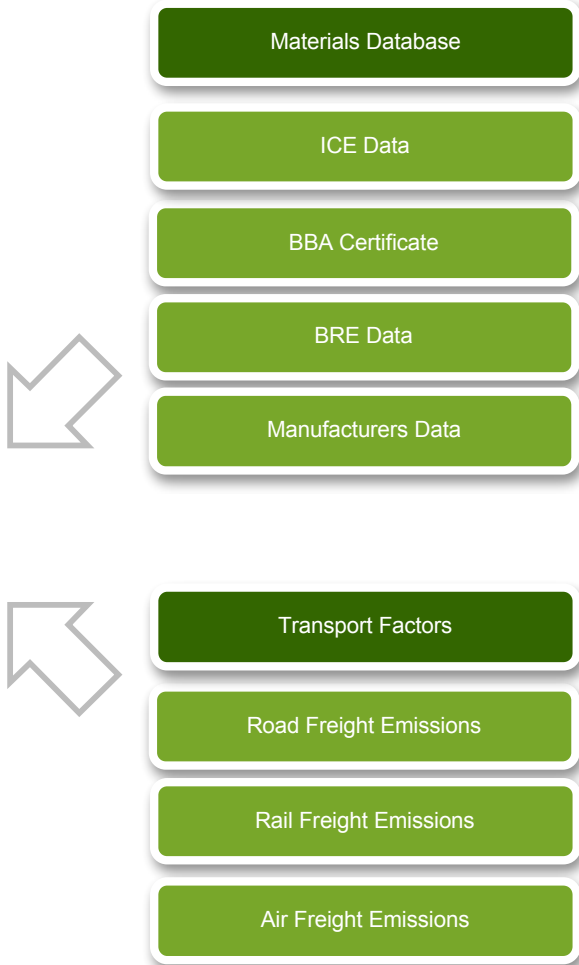 Materials Database
ICE Data
BBA Certificate
BRE Data
Manufacturers Data
Transport Factors
Road Freight Emissions
Rail Freight Emissions
Air Freight Emissions